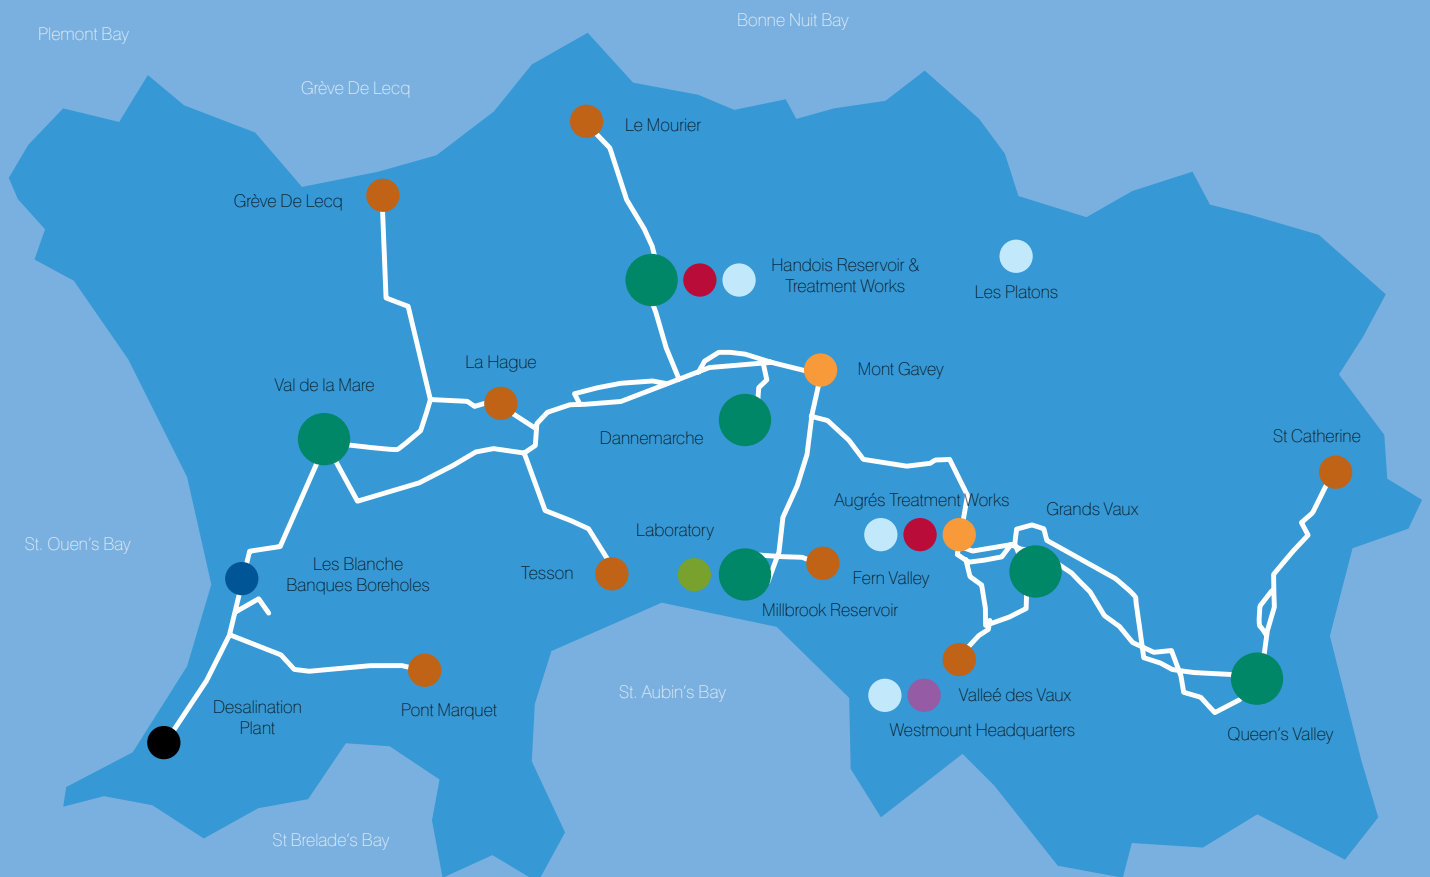 Bonne Nuit Bay
Plemont Bay
Grève De Lecq
Le Mourier
Grève De Lecq
Handois Reservoir &
Treatment Works
Les Platons
La Hague
Mont Gavey
Val de la Mare
Dannemarche
St Catherine
Augrés Treatment Works
Grands Vaux
Laboratory
St. Ouen's Bay
Les Blanche
Banques Boreholes
Tesson
Fern Valley
Millbrook Reservoir
St. Aubin's Bay
Valleé des Vaux
Desalination
Plant
Pont Marquet
Westmount Headquarters
Queen's Valley
St Brelade's Bay